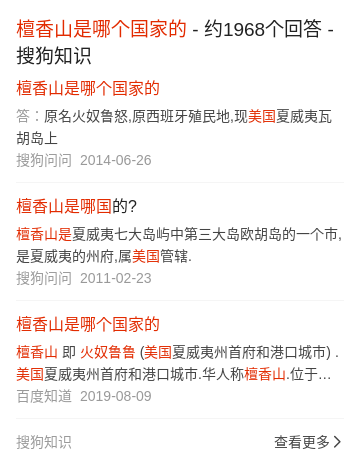 檀香山是哪个国家的 - 约1968个回答 -
搜狗知识
檀香山是哪个国家的
答：原名火奴鲁怒,原西班牙殖民地,现美国夏威夷瓦
胡岛上
搜狗问问 2014-06-26
檀香山是哪国的?
檀香山是夏威夷七大岛屿中第三大岛欧胡岛的一个市,
是夏威夷的州府,属美国管辖.
搜狗问问 2011-02-23
檀香山是哪个国家的
檀香山 即 火奴鲁鲁 (美国夏威夷州首府和港口城市) .
美国夏威夷州首府和港口城市.华人称檀香山.位于…
百度知道 2019-08-09
搜狗知识 查看更多